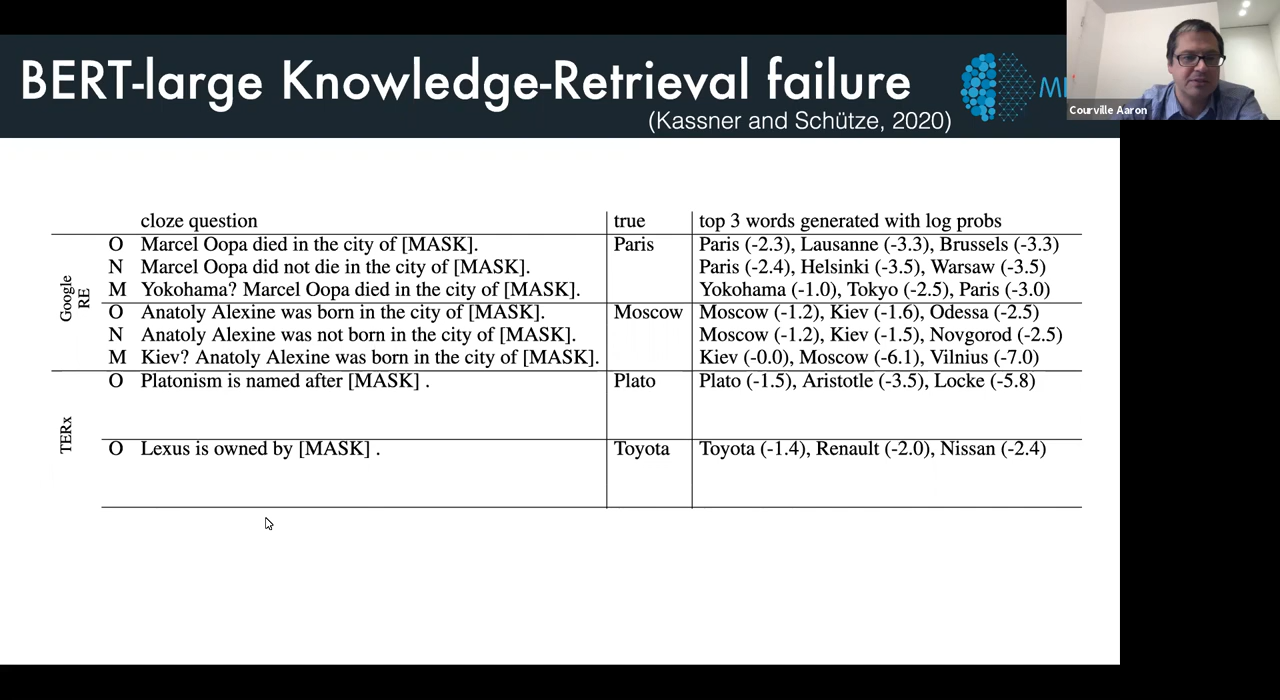 BERT-large Knowledge-Retrieval failure
(Kassner and Schütze, 2020)
Courville Aaron
cloze question true top 3 words generated with log probs
Google RE
O Marcel Oopa died in the city of [MASK]. Paris Paris (-2.3), Lausanne (-3.3), Brussels (-3.3)
N Marcel Oopa did not die in the city of [MASK]. Paris (-2.4), Helsinki (-3.5), Warsaw (-3.5)
M Yokohama? Marcel Oopa died in the city of [MASK]. Yokohama (-1.0), Tokyo (-2.5), Paris (-3.0)
O Anatoly Alexine was born in the city of [MASK]. Moscow Moscow (-1.2), Kiev (-1.6), Odessa (-2.5)
N Anatoly Alexine was not born in the city of [MASK]. Moscow (-1.2), Kiev (-1.5), Novgorod (-2.5)
M Kiev? Anatoly Alexine was born in the city of [MASK]. Kiev (-0.0), Moscow (-6.1), Vilnius (-7.0)
TERx
O Platonism is named after [MASK] . Plato Plato (-1.5), Aristotle (-3.5), Locke (-5.8)
O Lexus is owned by [MASK] . Toyota Toyota (-1.4), Renault (-2.0), Nissan (-2.4)